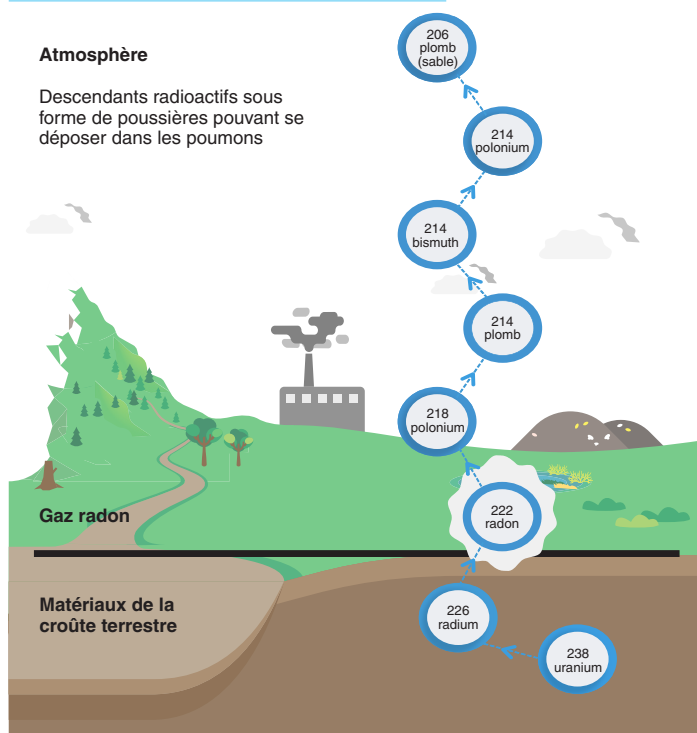 Atmosphère
Descendants radioactifs sous
forme de poussières pouvant se
déposer dans les poumons
206
plomb
(sable)
214
polonium
214
bismuth
214
plomb
218
polonium
Gaz radon
222
radon
Matériaux de la
croûte terrestre
226
radium
238
uranium